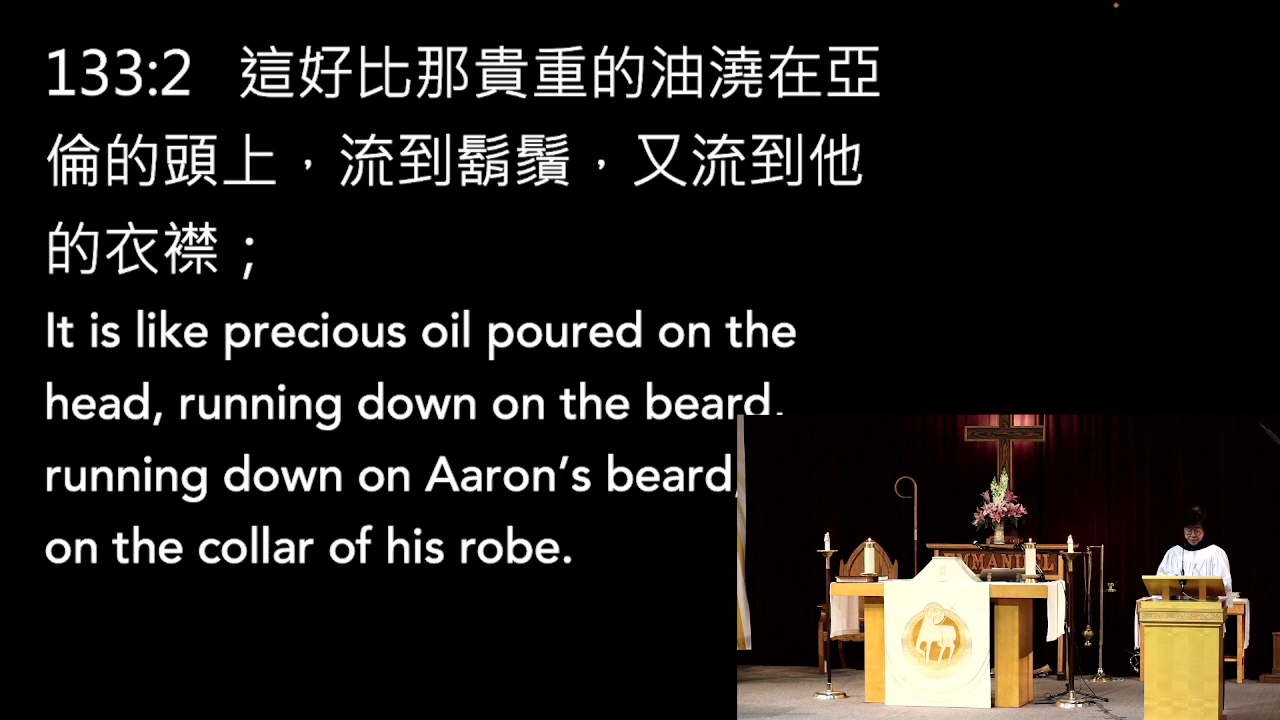 133:2 這好比那貴重的油澆在亞
倫的頭上，流到鬍鬚，又流到他
的衣襟；
It is like precious oil poured on the
head, running down on the beard,
running down on Aaron’s beard,
on the collar of his robe.
IMMANUEL